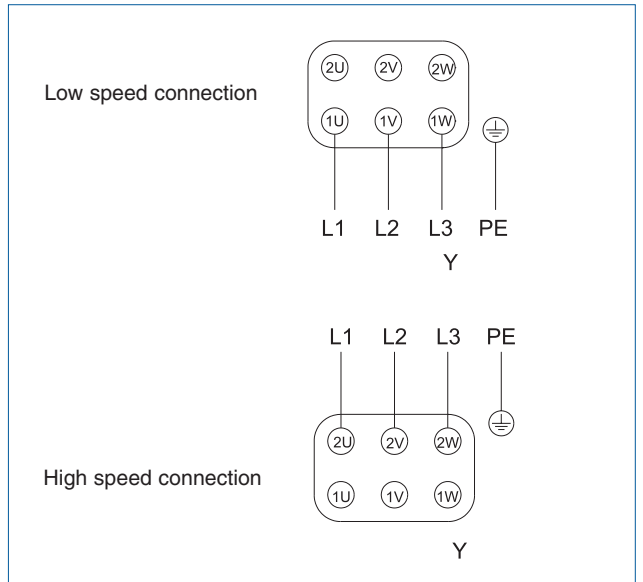 Low speed connection
2U 2V 2W
1U 1V 1W
L1 L2 L3 PE
Y
L1 L2 L3 PE
2U 2V 2W
High speed connection
1U 1V 1W
Y